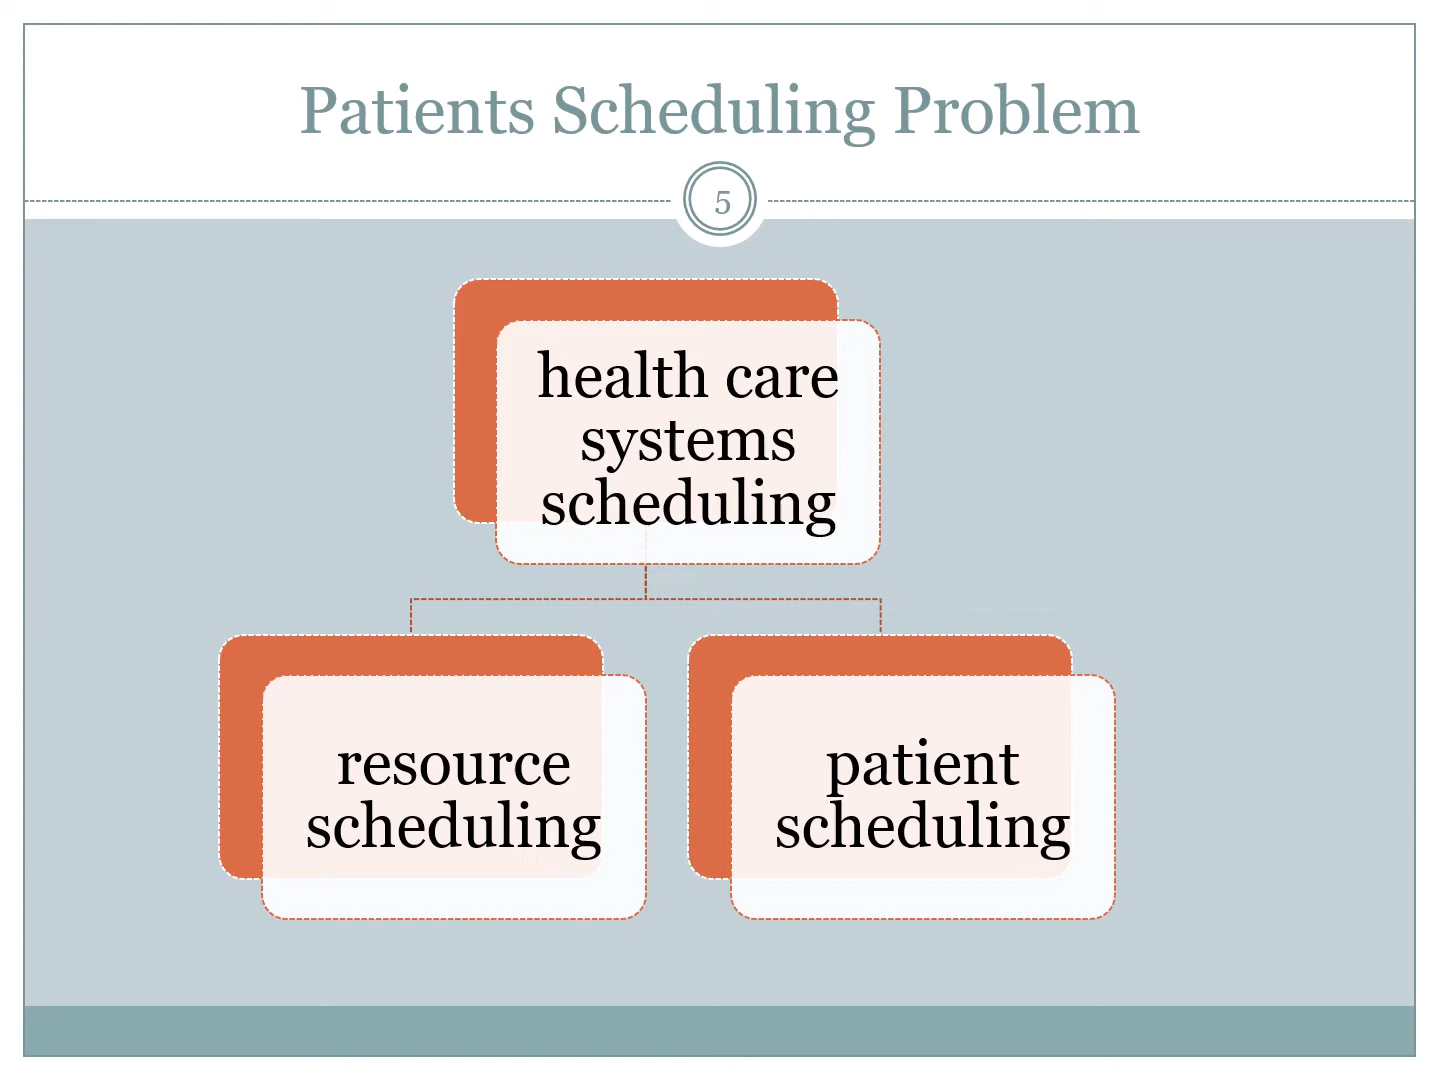 Patients Scheduling Problem
5
health care
systems
scheduling
resource
scheduling
patient
scheduling